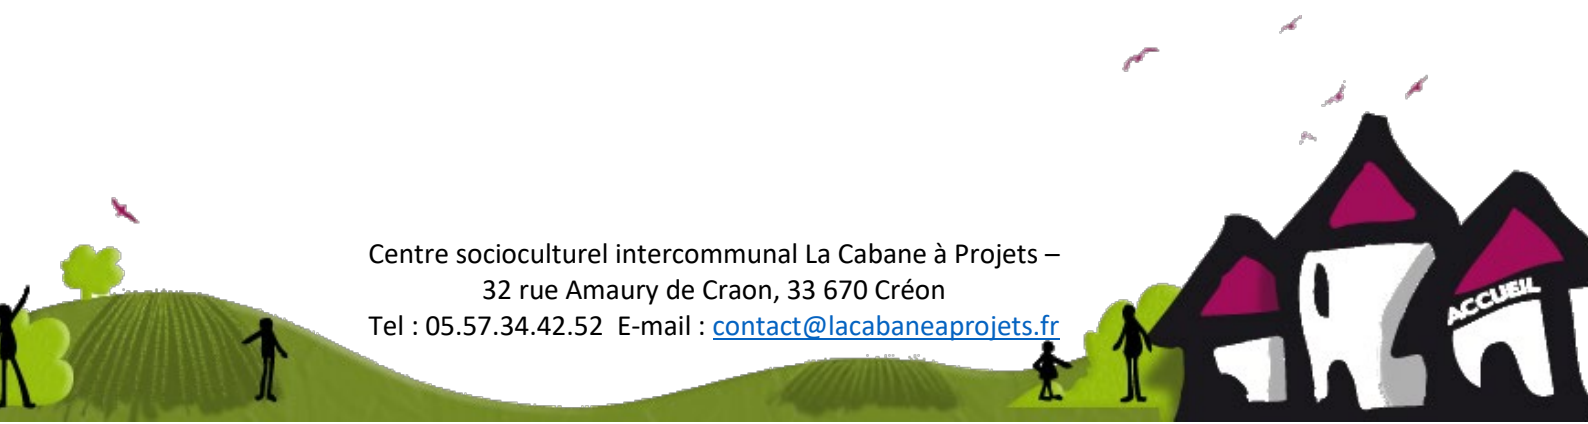 Centre socioculturel intercommunal La Cabane à Projets –
32 rue Amaury de Craon, 33 670 Créon
Tel : 05.57.34.42.52  E-mail : contact@lacabaneaprojets.fr
ACCUEIL